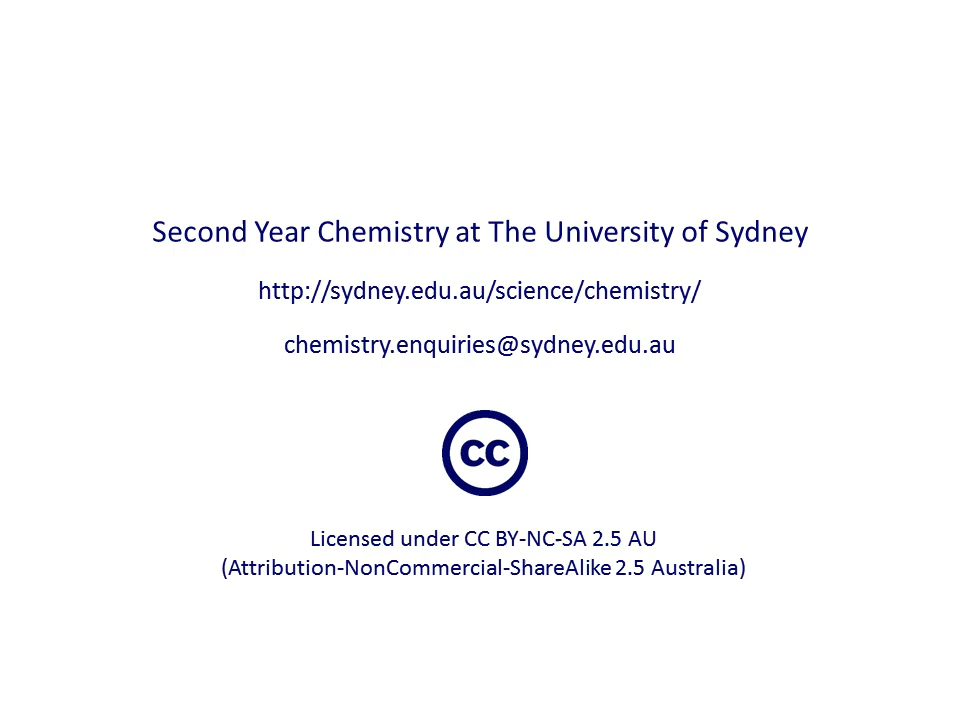 Second Year Chemistry at The University of Sydney
http://sydney.edu.au/science/chemistry/
chemistry.enquiries@sydney.edu.au
cc
Licensed under CC BY-NC-SA 2.5 AU
(Attribution-NonCommercial-ShareAlike 2.5 Australia)